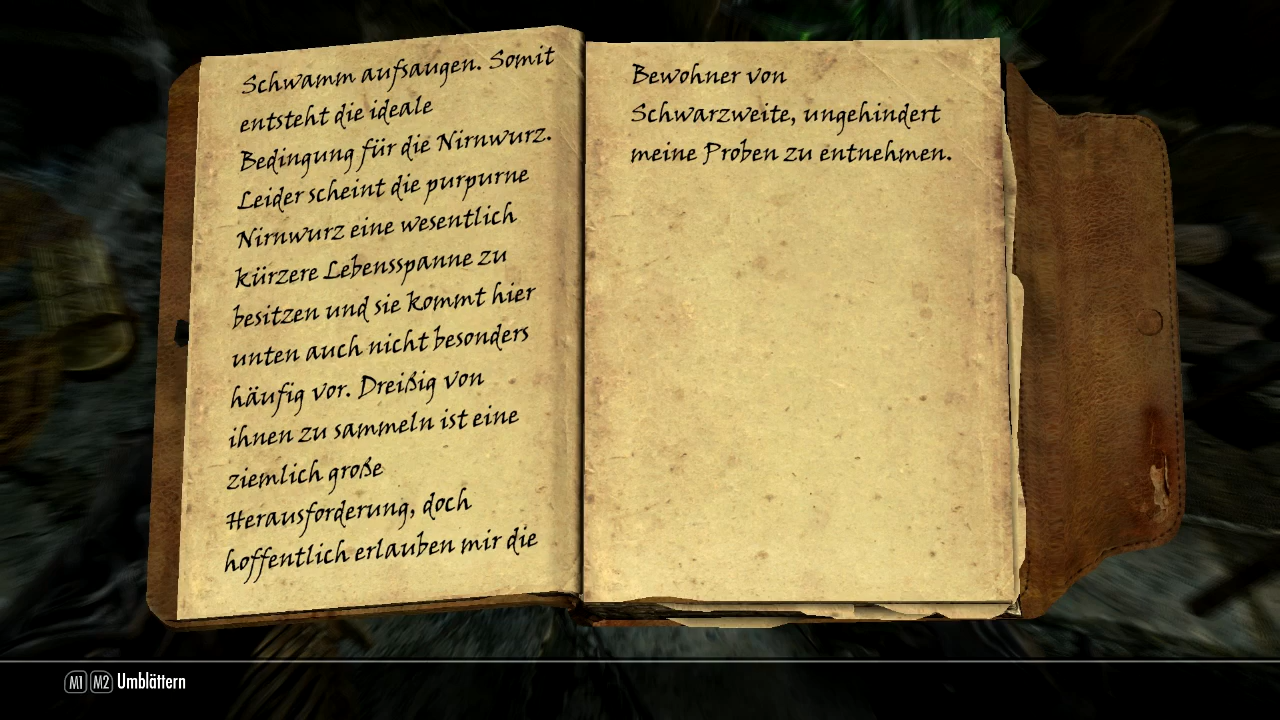 Schwamm aufsaugen. Somit
entsteht die ideale
Bedingung für die Nirnwurz.
Leider scheint die purpurne
Nirnwurz eine wesentlich
kürzere Lebensspanne zu
besitzen und sie kommt hier
unten auch nicht besonders
häufig vor. Dreißig von
ihnen zu sammeln ist eine
ziemlich große
Herausforderung, doch
hoffentlich erlauben mir die
Bewohner von
Schwarzweite, ungehindert
meine Proben zu entnehmen.
M1 M2 Umblättern